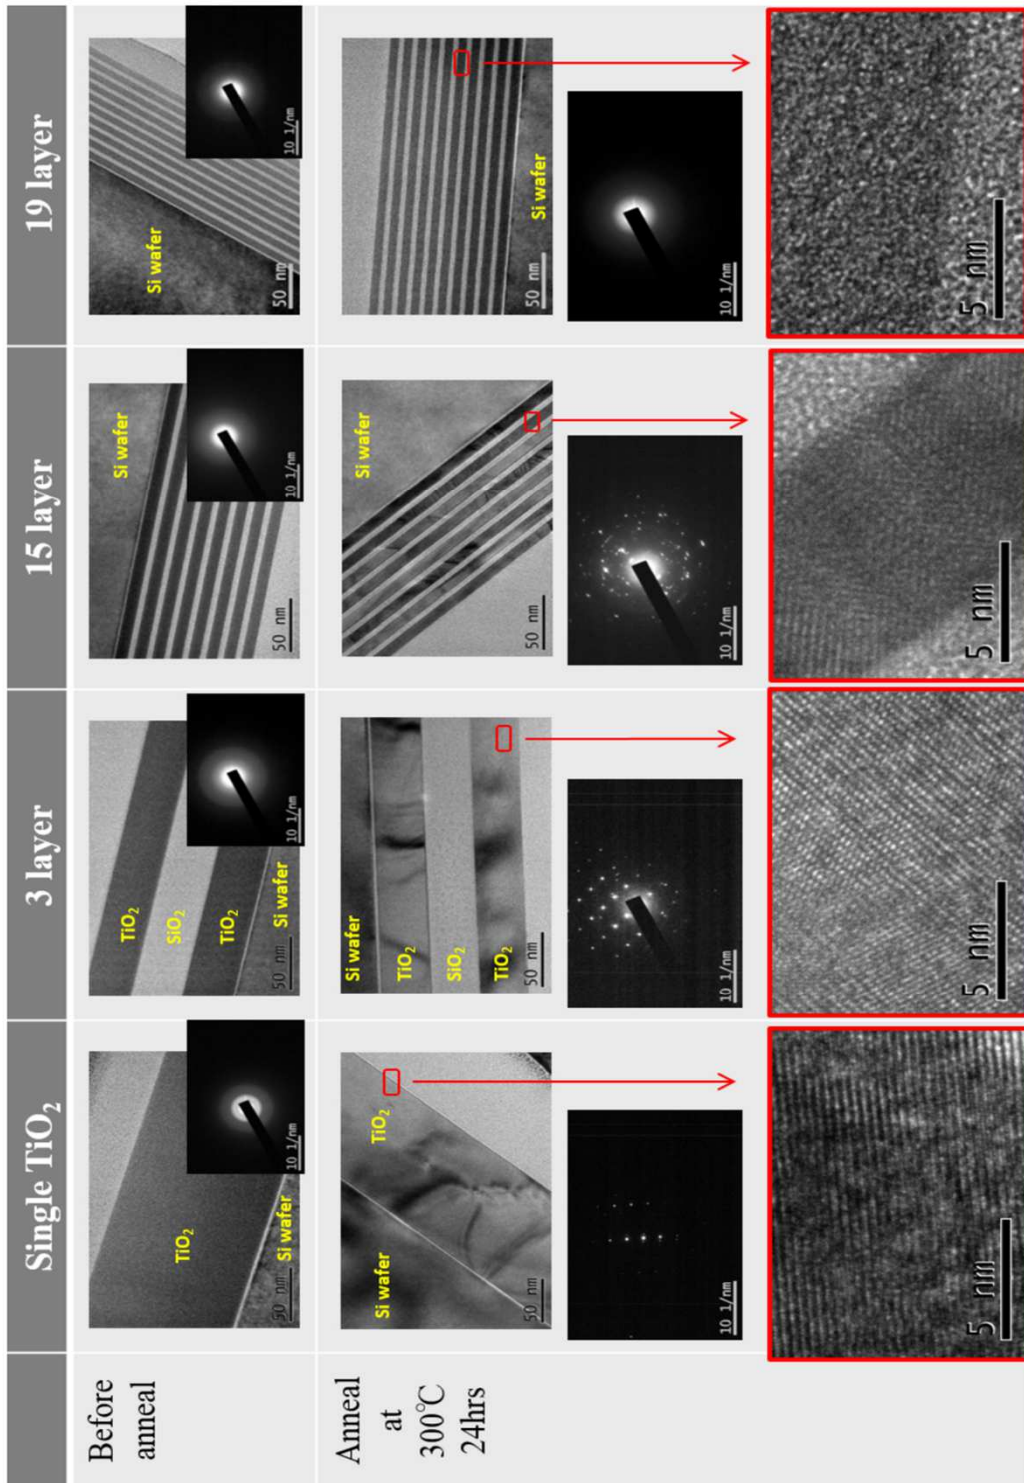 Single TiO₂
3 layer
15 layer
19 layer
Before
anneal
TiO₂
Si wafer
50 nm
10 1/nm
TiO₂
SiO₂
TiO₂
Si wafer
50 nm
10 1/nm
Si wafer
50 nm
10 1/nm
Si wafer
50 nm
10 1/nm
Anneal
at
300℃
24hrs
Si wafer
TiO₂
50 nm
10 1/nm
5 nm
Si wafer
TiO₂
SiO₂
TiO₂
50 nm
10 1/nm
5 nm
Si wafer
50 nm
10 1/nm
5 nm
Si wafer
50 nm
10 1/nm
5 nm